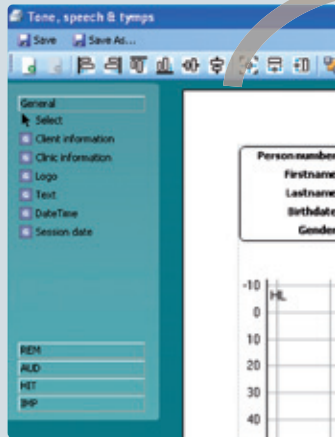 Tone, speech & tymps
Save Save As...
General
Select
Client information
Clinic information
Logo
Text
DateTime
Session date
REM
AUD
HIT
IMP
Person number
Firstname
Lastname
Birthdate
Gender
-10
HL
0
10
20
30
40